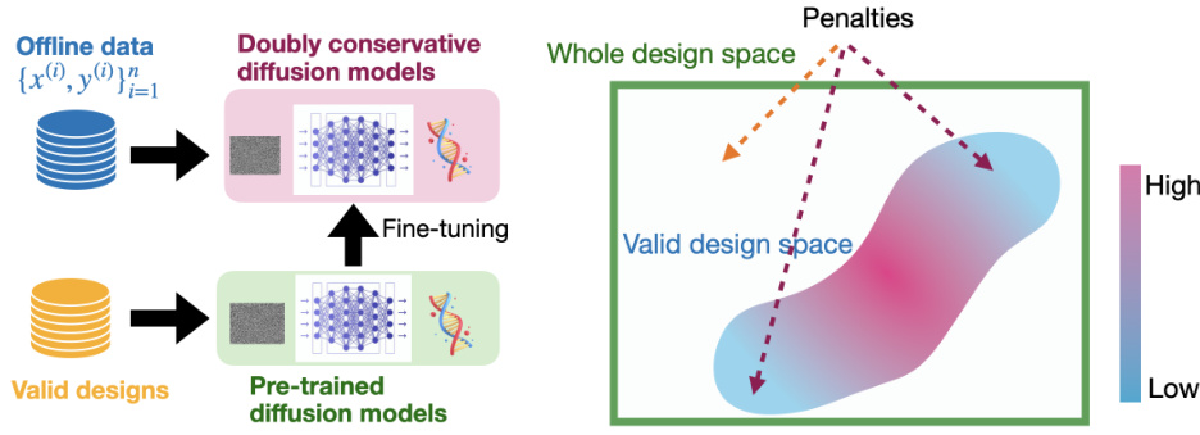 Offline data
{x^(i), y^(i)}^n_i=1
Doubly conservative
diffusion models
Fine-tuning
Valid designs
Pre-trained
diffusion models
Penalties
Whole design space
Valid design space
High
Low